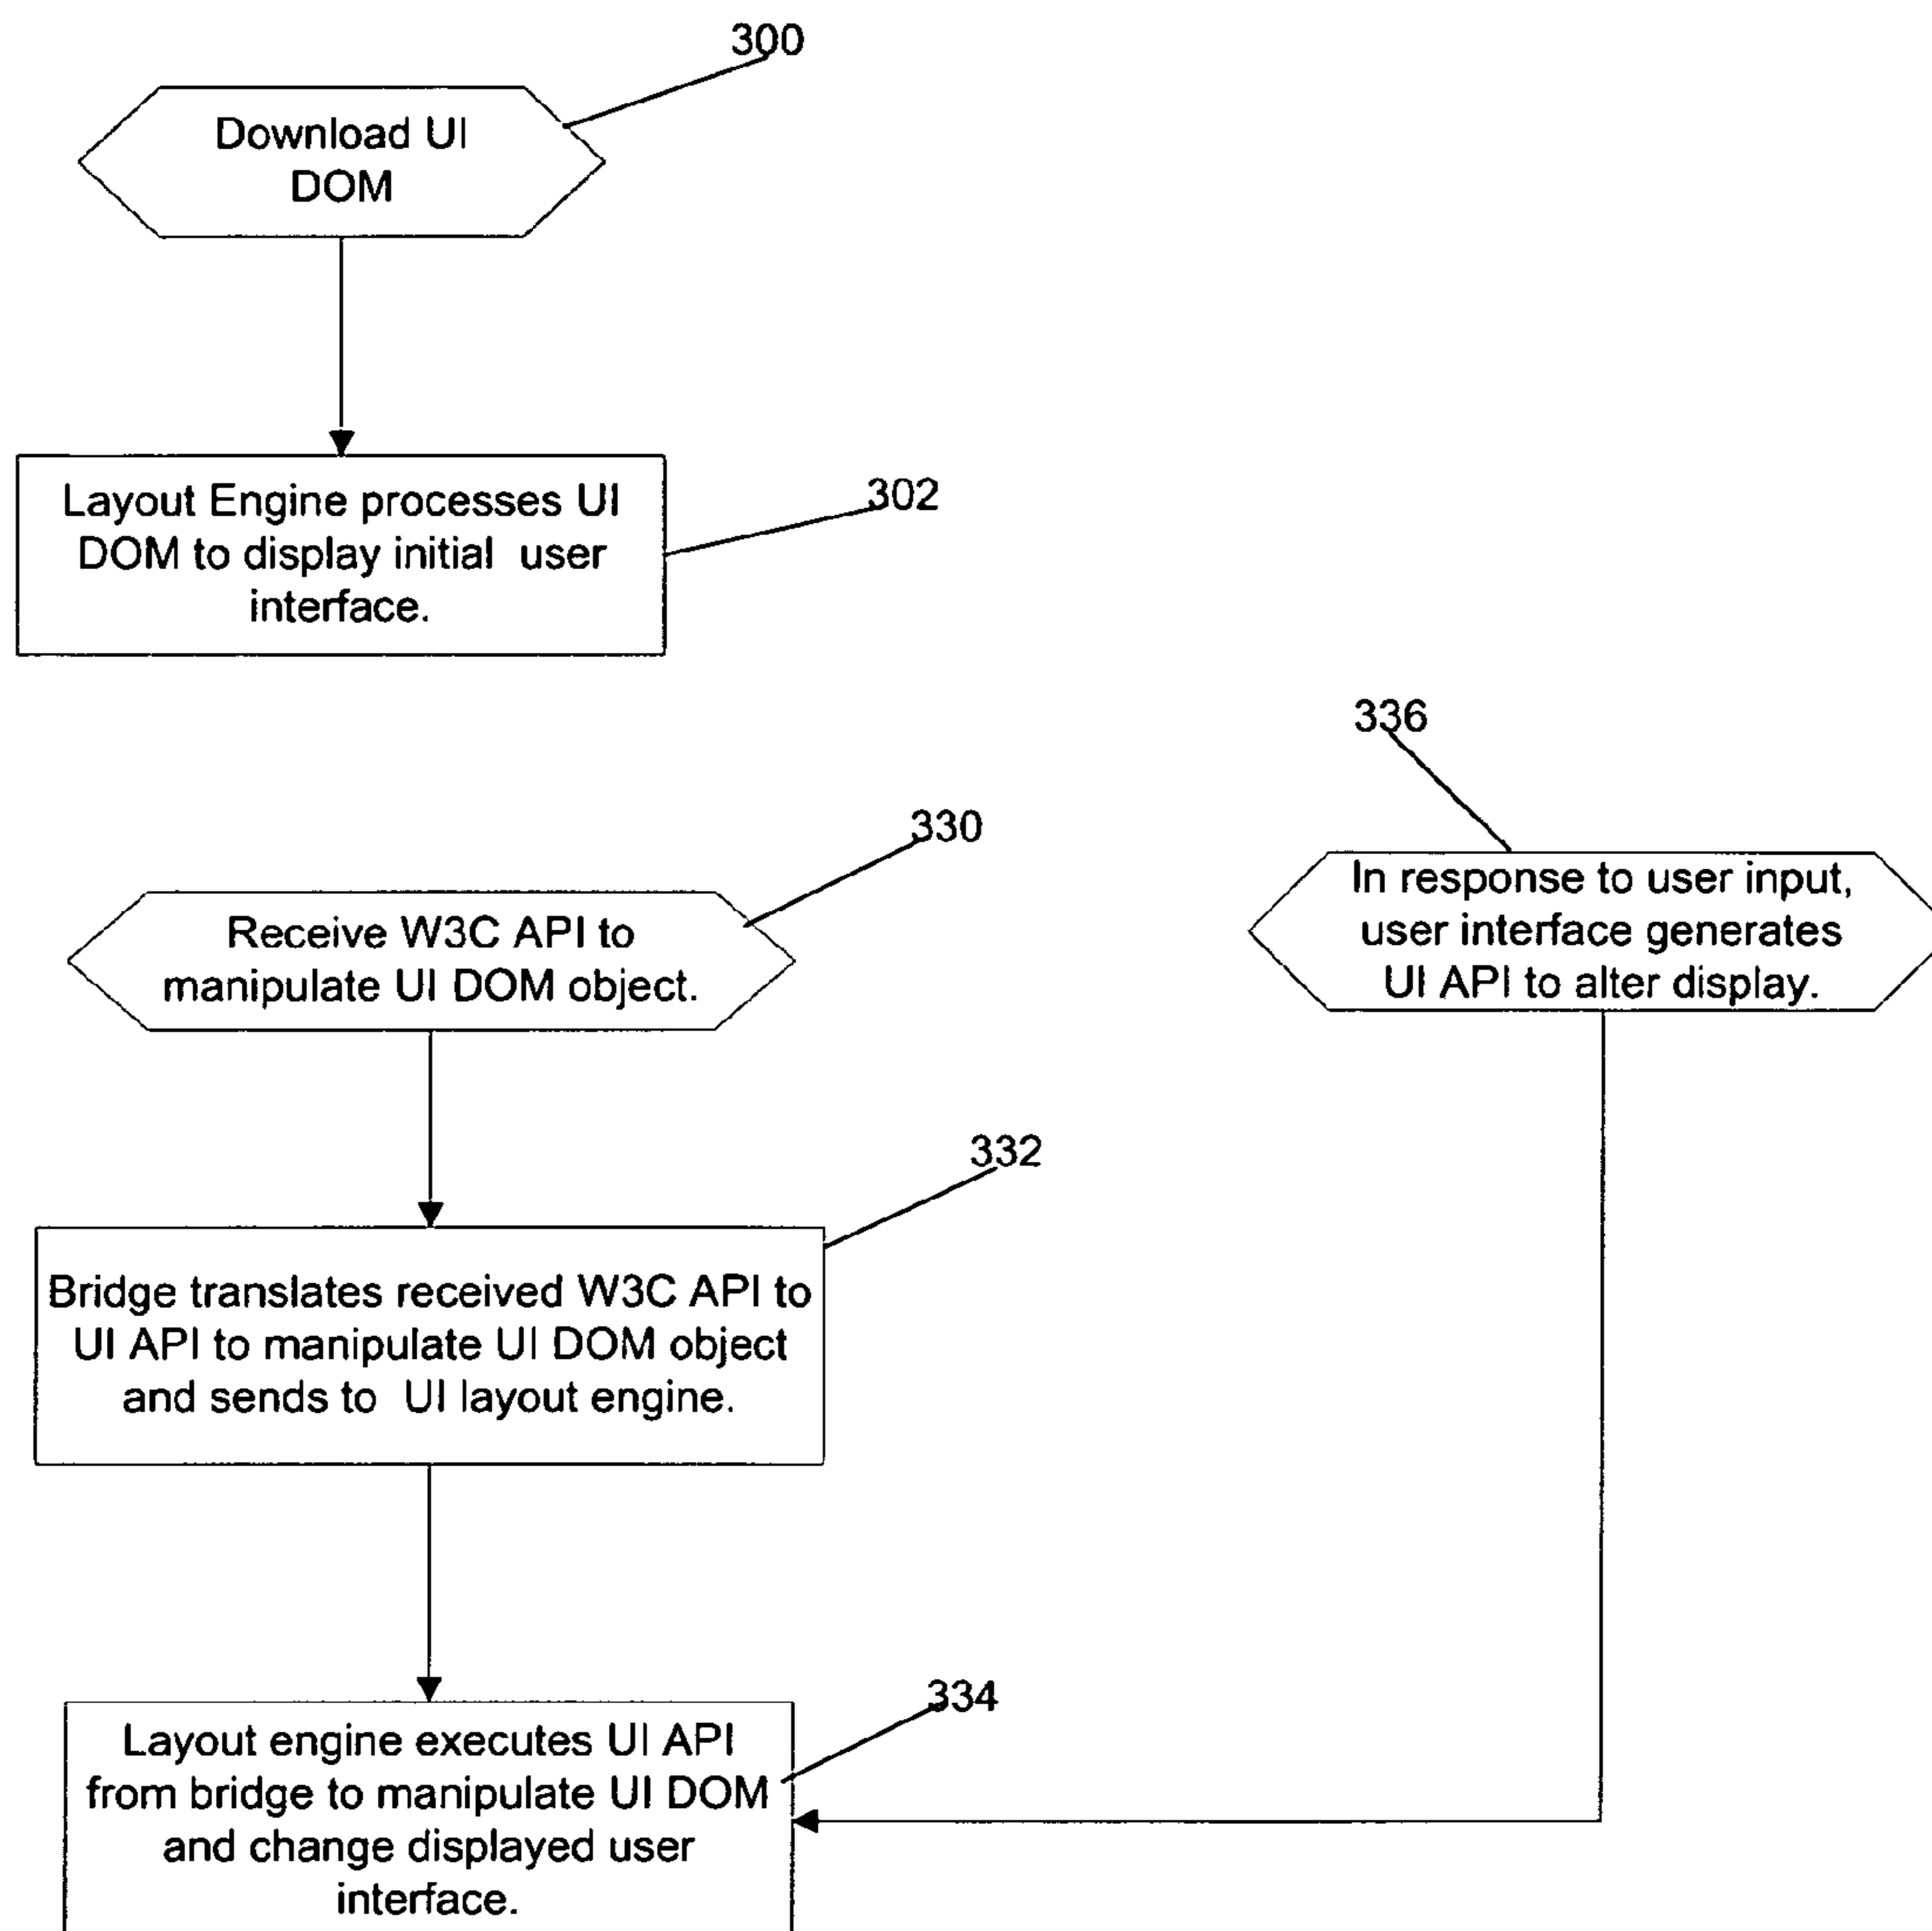 300
Download UI
DOM
Layout Engine processes UI
DOM to display initial user
interface.
302
336
330
In response to user input,
user interface generates
UI API to alter display.
Receive W3C API to
manipulate UI DOM object.
332
Bridge translates received W3C API to
UI API to manipulate UI DOM object
and sends to UI layout engine.
334
Layout engine executes UI API
from bridge to manipulate UI DOM
and change displayed user
interface.